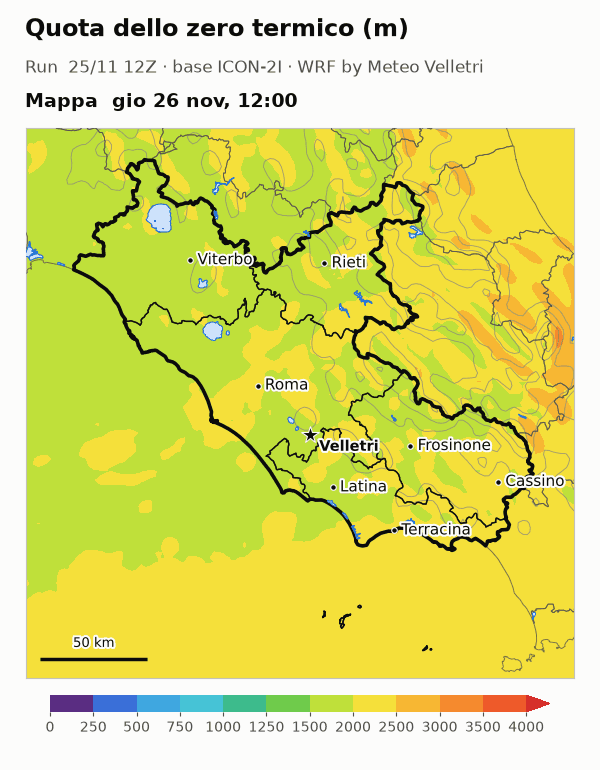 Quota dello zero termico (m)
Run  25/11 12Z · base ICON-2I · WRF by Meteo Velletri
Mappa  gio 26 nov, 12:00
Viterbo
Rieti
Roma
Velletri
Frosinone
Cassino
Latina
Terracina
50 km
0 250 500 750 1000 1250 1500 2000 2500 3000 3500 4000